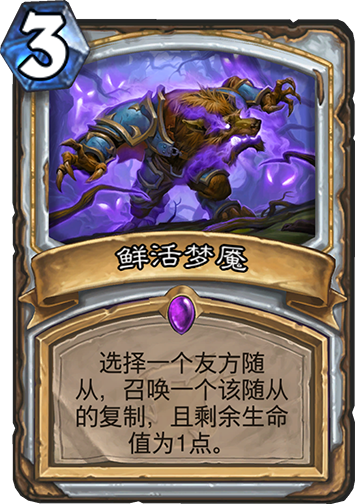 3
鲜活梦魇
选择一个友方随
从，召唤一个该随从
的复制，且剩余生命
值为1点。